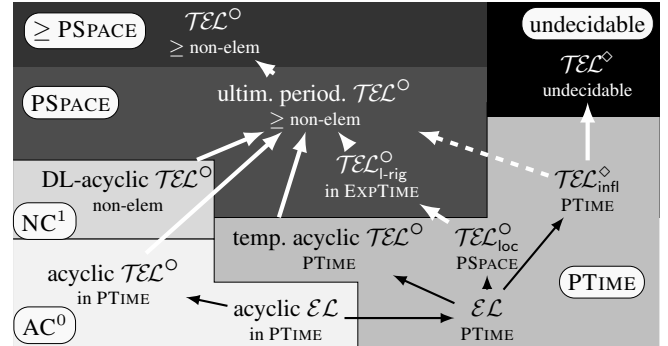 ≥ PSPACE
𝒯ℰℒ○
≥ non-elem
undecidable
𝒯ℰℒ◇
undecidable
PSPACE
ultim. period. 𝒯ℰℒ○
≥ non-elem
𝒯ℰℒ○l-rig
in EXPTIME
DL-acyclic 𝒯ℰℒ○
non-elem
NC¹
𝒯ℰℒ◇infl
PTIME
temp. acyclic 𝒯ℰℒ○
PTIME
𝒯ℰℒ○loc
PSPACE
acyclic 𝒯ℰℒ○
in PTIME
PTIME
AC⁰
acyclic ℰℒ
in PTIME
ℰℒ
PTIME